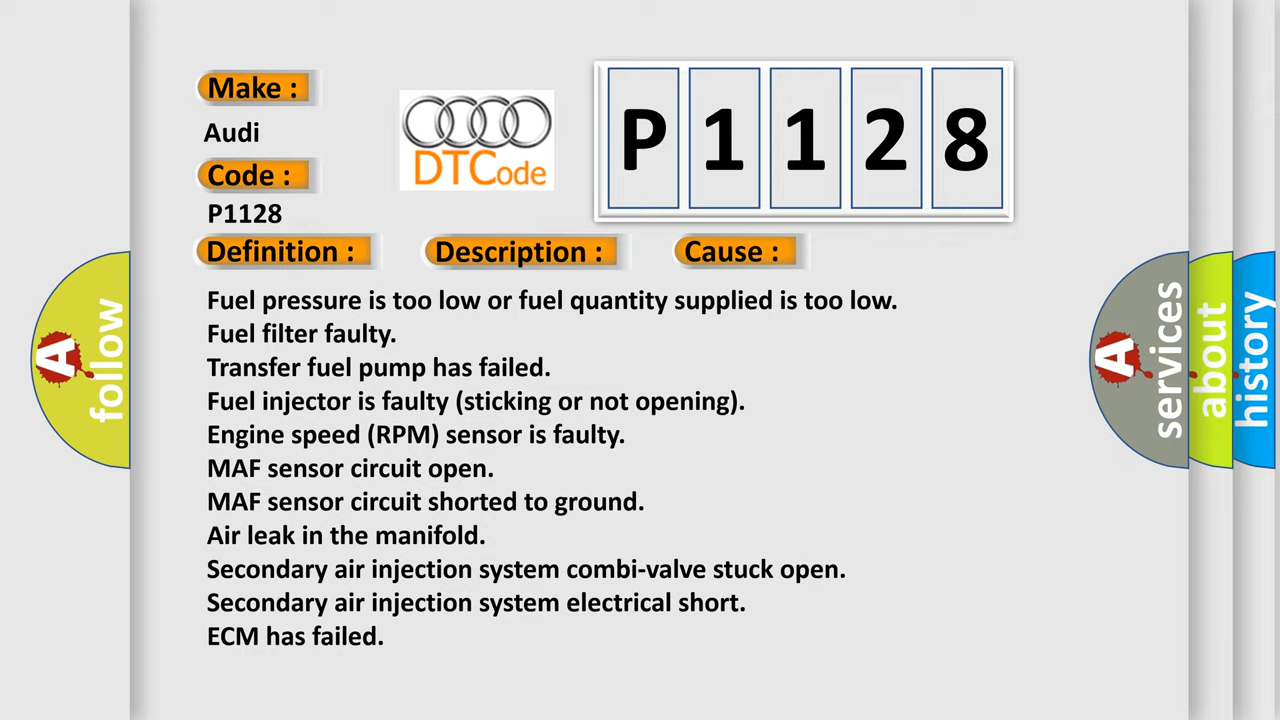 Make :
Audi
Code :
P1128
DTCode
P 1 1 2 8
Definition :
Description :
Cause :
Fuel pressure is too low or fuel quantity supplied is too low.
Fuel filter faulty.
Transfer fuel pump has failed.
Fuel injector is faulty (sticking or not opening).
Engine speed (RPM) sensor is faulty.
MAF sensor circuit open.
MAF sensor circuit shorted to ground.
Air leak in the manifold.
Secondary air injection system combi-valve stuck open.
Secondary air injection system electrical short.
ECM has failed.
A
follow
A
services
about
history